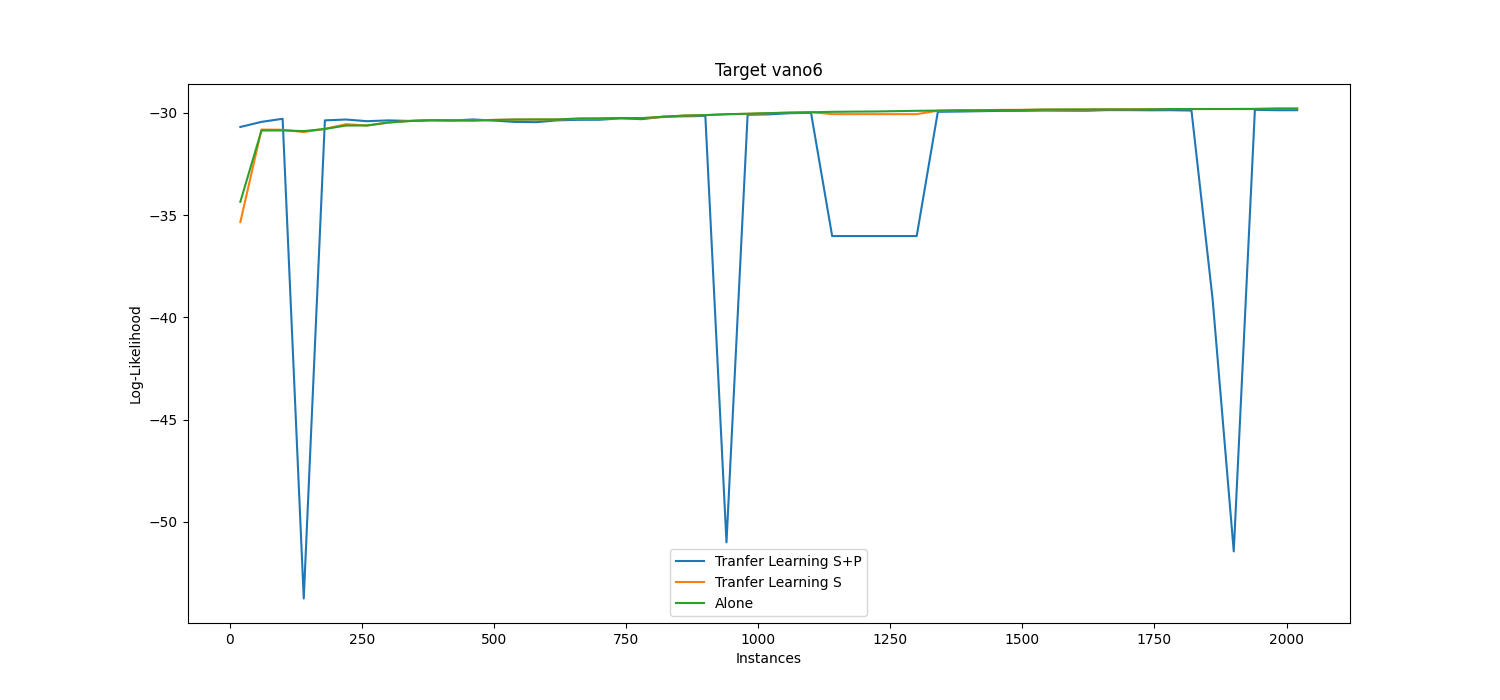 Target vano6
−30
−35
−40
−45
−50
Log-Likelihood
Tranfer Learning S+P
Tranfer Learning S
Alone
0 250 500 750 1000 1250 1500 1750 2000
Instances